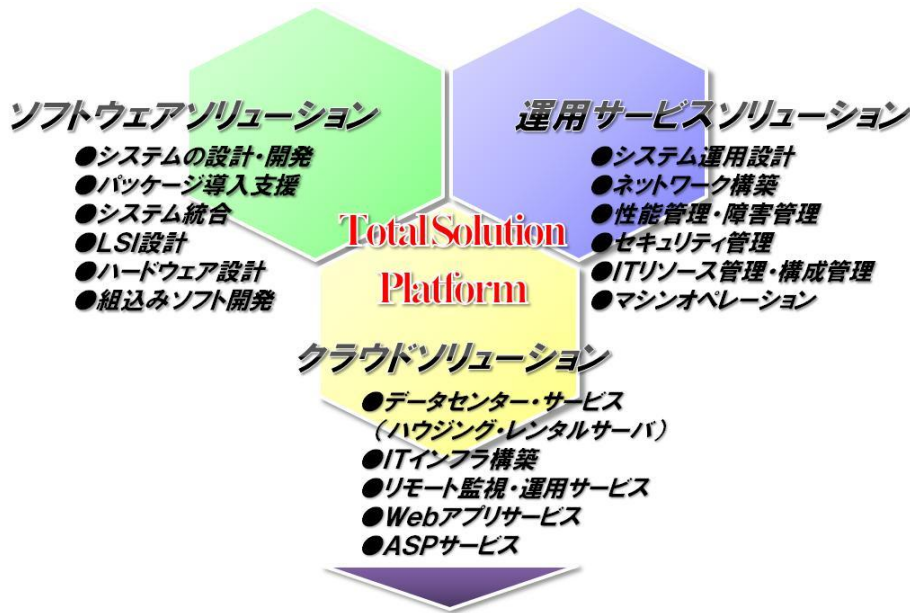 ソフトウェアソリューション
●システムの設計・開発
●パッケージ導入支援
●システム統合
●LSI設計
●ハードウェア設計
●組込みソフト開発
運用サービスソリューション
●システム運用設計
●ネットワーク構築
●性能管理・障害管理
●セキュリティ管理
●ITリソース管理・構成管理
●マシンオペレーション
Total Solution
Platform
クラウドソリューション
●データセンター・サービス
（ハウジング・レンタルサーバ）
●ITインフラ構築
●リモート監視・運用サービス
●Webアプリサービス
●ASPサービス